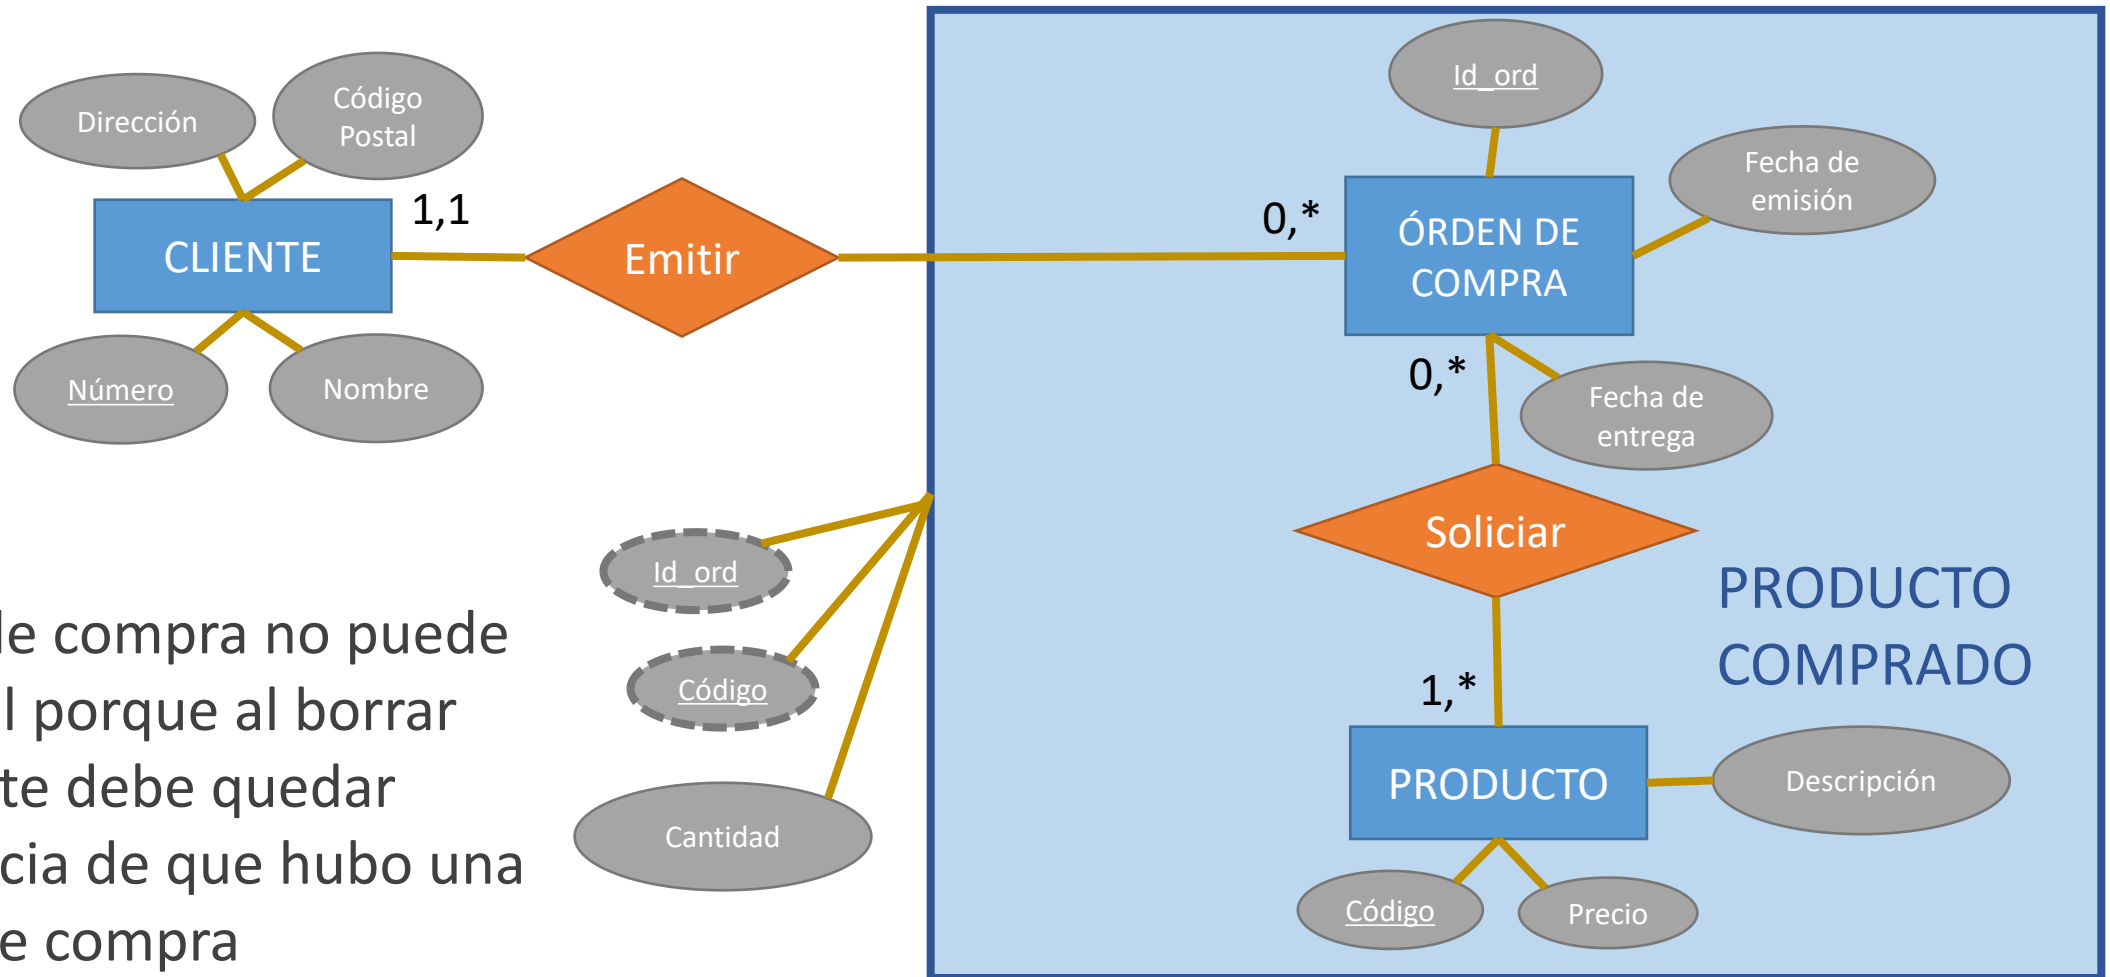 Id_ord
Dirección
Código
Postal
Fecha de
emisión
1,1
0,*
CLIENTE
Emitir
ÓRDEN DE
COMPRA
0,*
Número
Nombre
Fecha de
entrega
Soliciar
Id_ord
PRODUCTO
COMPRADO
Código
1,*
le compra no puede
l porque al borrar
te debe quedar
cia de que hubo una
e compra
PRODUCTO
Descripción
Cantidad
Código
Precio